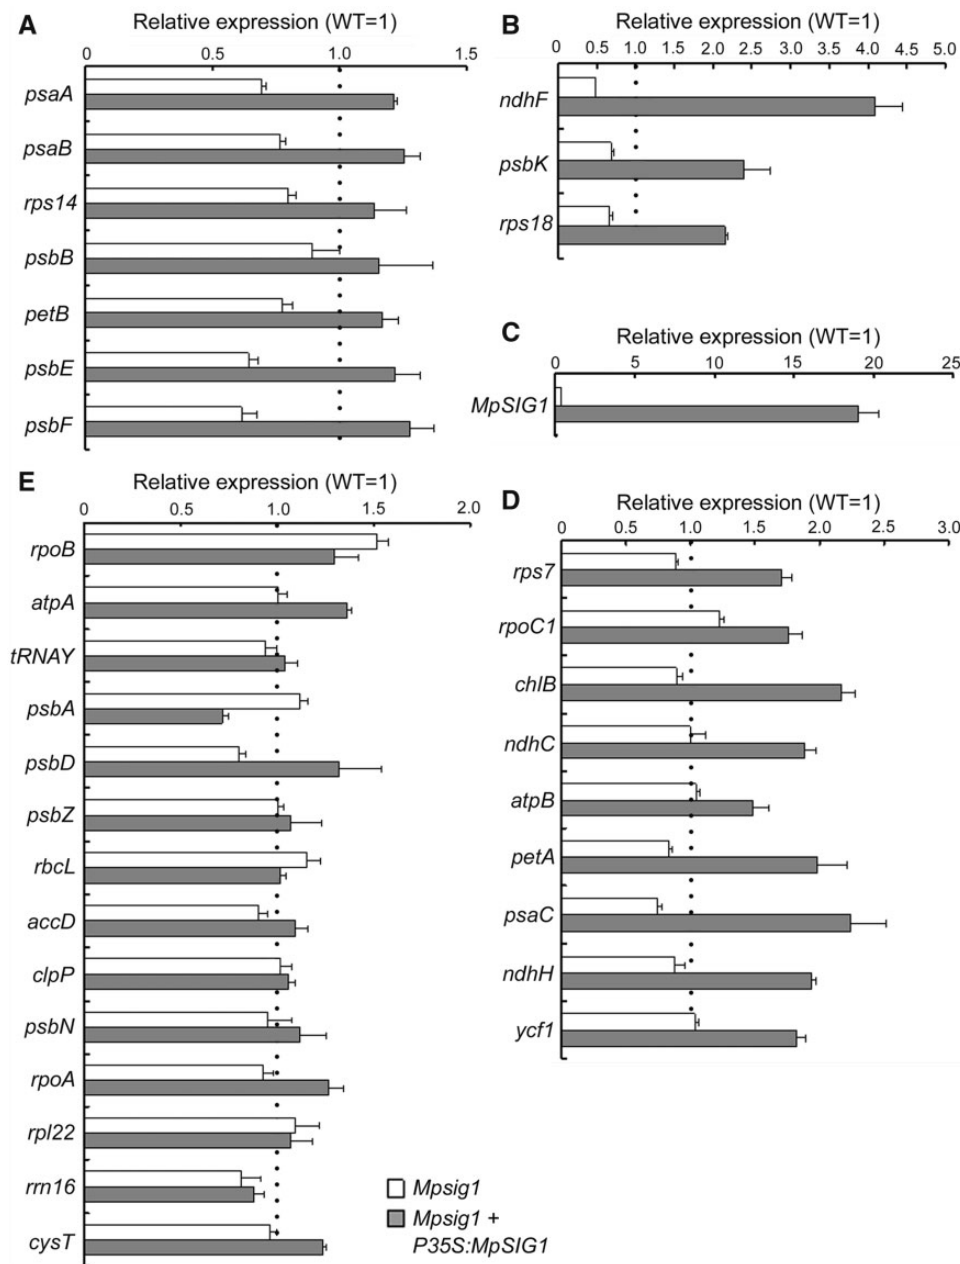 A
Relative expression (WT=1)
0 0.5 1.0 1.5
psaA
psaB
rps14
psbB
petB
psbE
psbF
B
Relative expression (WT=1)
0 0.5 1.0 1.5 2.0 2.5 3.0 3.5 4.0 4.5 5.0
ndhF
psbK
rps18
C
Relative expression (WT=1)
0 5 10 15 20 25
MpSIG1
E
Relative expression (WT=1)
0 0.5 1.0 1.5 2.0
rpoB
atpA
tRNAY
psbA
psbD
psbZ
rbcL
accD
clpP
psbN
rpoA
rpl22
rrn16
cysT
D
Relative expression (WT=1)
0 0.5 1.0 1.5 2.0 2.5 3.0
rps7
rpoC1
chlB
ndhC
atpB
petA
psaC
ndhH
ycf1
Mpsig1
Mpsig1 +
P35S:MpSIG1